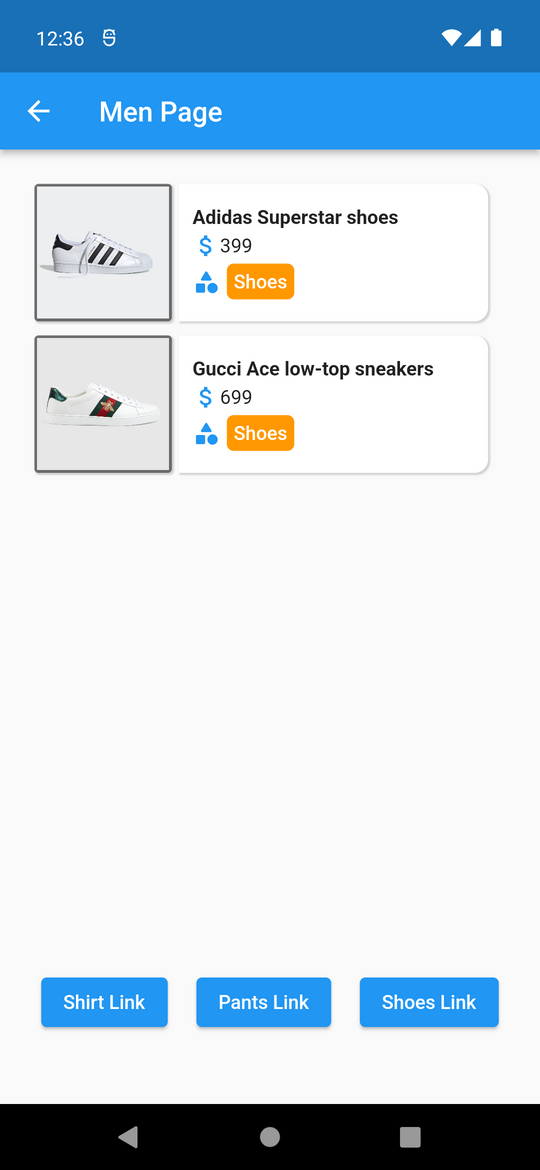 12:36
Men Page
Adidas Superstar shoes
$ 399
Shoes
Gucci Ace low-top sneakers
$ 699
Shoes
Shirt Link
Pants Link
Shoes Link